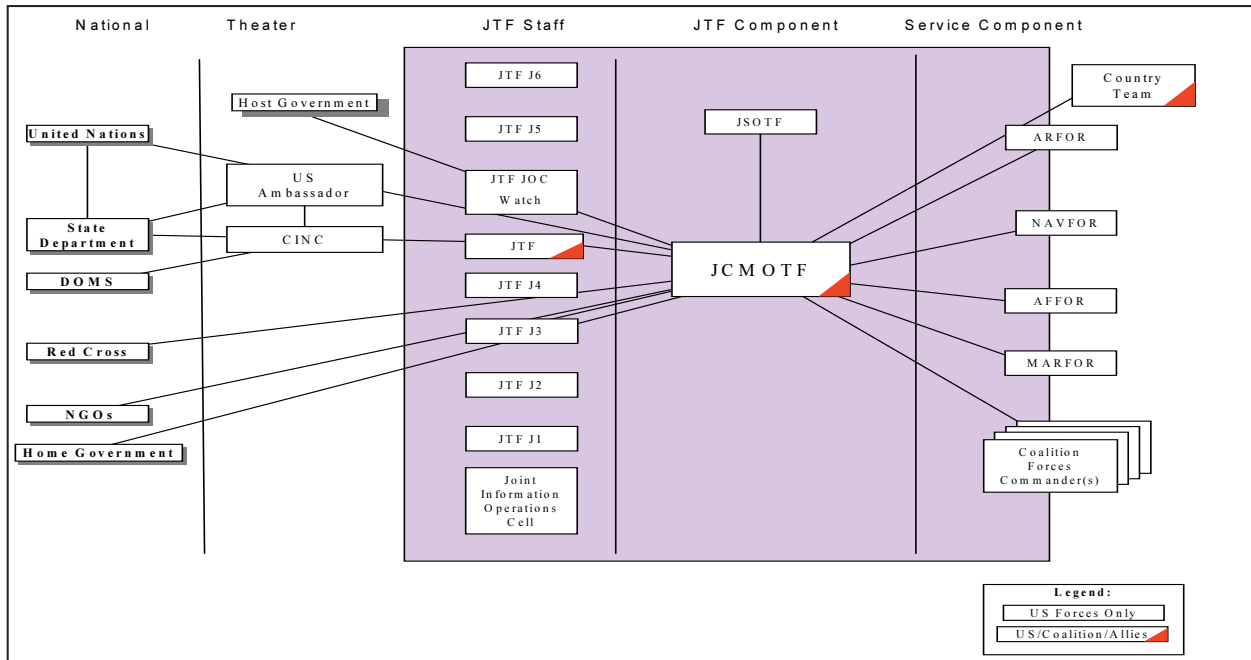 National
Theater
JTF Staff
JTF Component
Service Component
United Nations
State
Department
DOMS
Red Cross
NGOs
Home Government
Host Government
US
Ambassador
CINC
JTF J6
JTF J5
JTF JOC
Watch
JTF
JTF J4
JTF J3
JTF J2
JTF J1
Joint
Information
Operations
Cell
JSOTF
JCMOTF
Country
Team
ARFOR
NAVFOR
AFFOR
MARFOR
Coalition
Forces
Commander(s)
Legend:
US Forces Only
US/Coalition/Allies